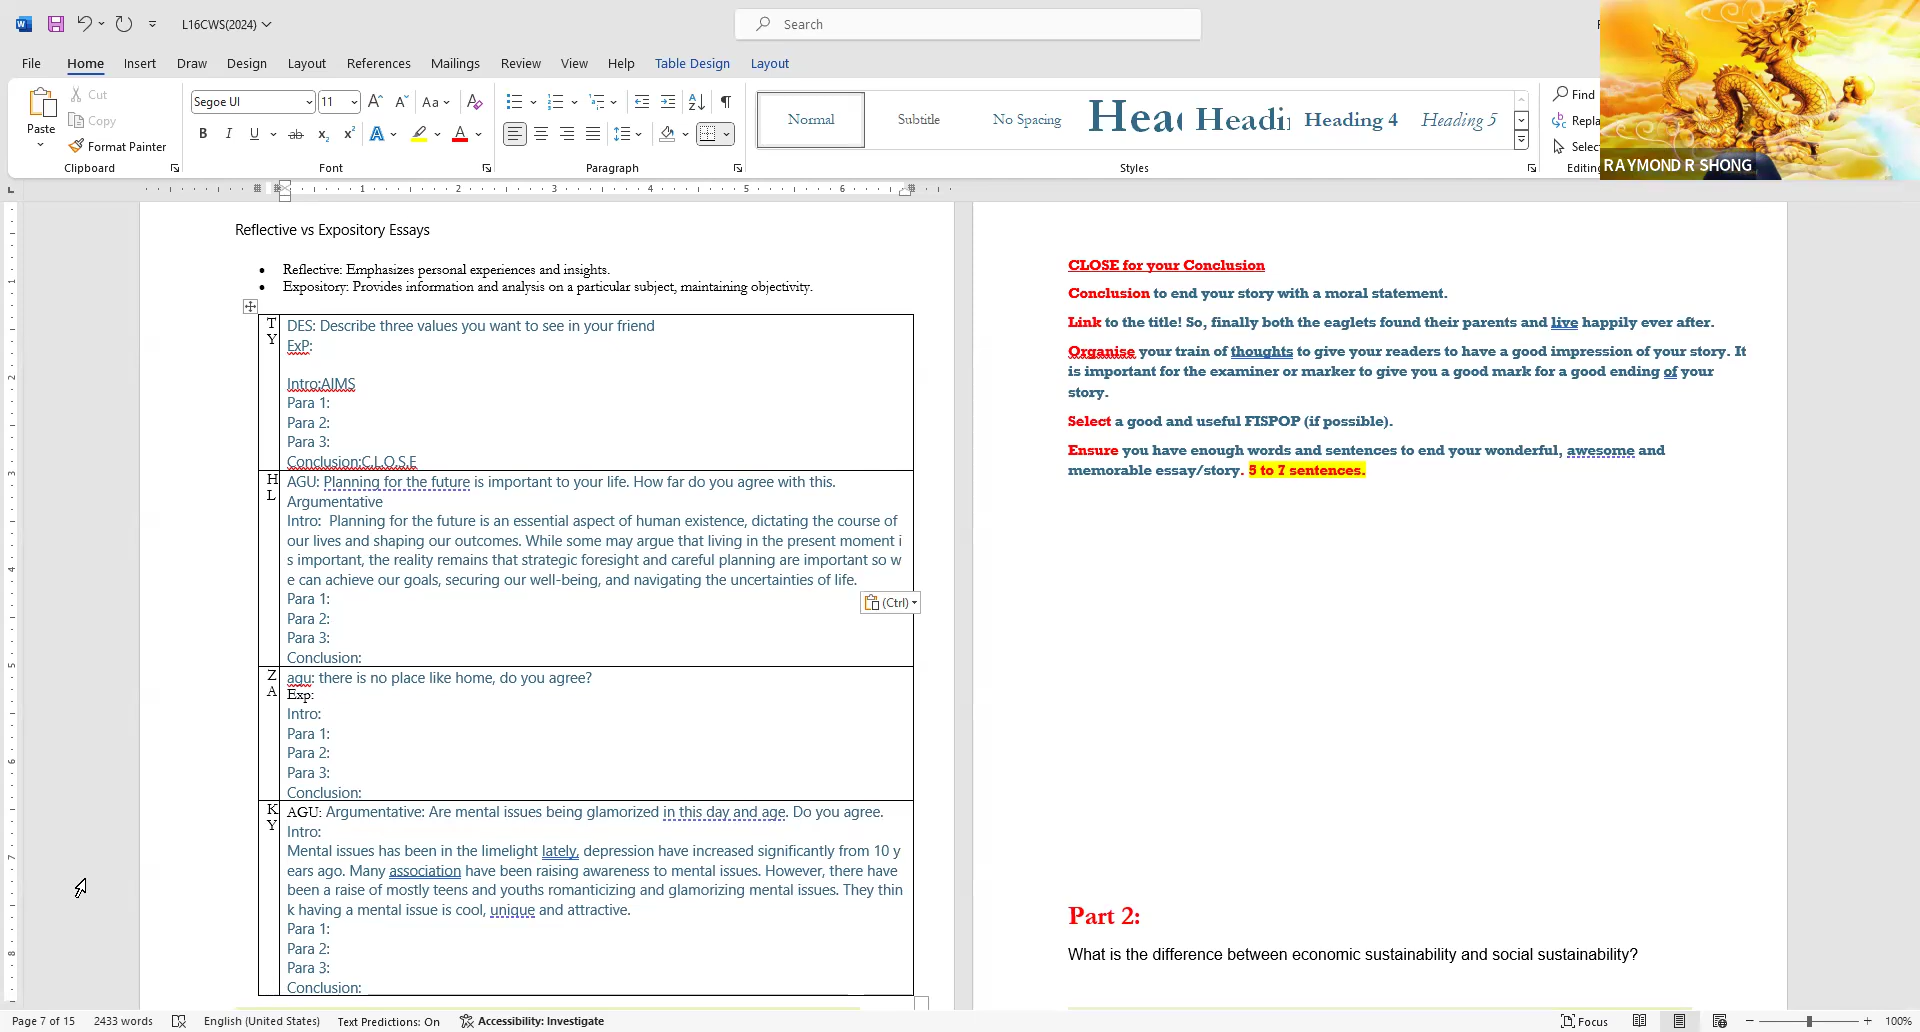 L16CWS(2024)
Search
File Home Insert Draw Design Layout References Mailings Review View Help Table Design Layout
Paste
Cut
Copy
Format Painter
Clipboard
Segoe UI 11
Font
Paragraph
Normal Subtitle No Spacing Heading 4 Heading 5
Styles
Find
Editing
RAYMOND R SHONG
Reflective vs Expository Essays
• Reflective: Emphasizes personal experiences and insights.
• Expository: Provides information and analysis on a particular subject, maintaining objectivity.
T
Y
DES: Describe three values you want to see in your friend
ExP:
Intro:AIMS
Para 1:
Para 2:
Para 3:
Conclusion:C,L,O,S,E
H
L
AGU: Planning for the future is important to your life. How far do you agree with this.
Argumentative
Intro:  Planning for the future is an essential aspect of human existence, dictating the course of
our lives and shaping our outcomes. While some may argue that living in the present moment i
s important, the reality remains that strategic foresight and careful planning are important so w
e can achieve our goals, securing our well-being, and navigating the uncertainties of life.
Para 1:
Para 2:
Para 3:
Conclusion:
(Ctrl)
Z
A
agu: there is no place like home, do you agree?
Exp:
Intro:
Para 1:
Para 2:
Para 3:
Conclusion:
K
Y
AGU: Argumentative: Are mental issues being glamorized in this day and age. Do you agree.
Intro:
Mental issues has been in the limelight lately, depression have increased significantly from 10 y
ears ago. Many association have been raising awareness to mental issues. However, there have
been a raise of mostly teens and youths romanticizing and glamorizing mental issues. They thin
k having a mental issue is cool, unique and attractive.
Para 1:
Para 2:
Para 3:
Conclusion:
CLOSE for your Conclusion
Conclusion to end your story with a moral statement.
Link to the title! So, finally both the eaglets found their parents and live happily ever after.
Organise your train of thoughts to give your readers to have a good impression of your story. It
is important for the examiner or marker to give you a good mark for a good ending of your
story.
Select a good and useful FISPOP (if possible).
Ensure you have enough words and sentences to end your wonderful, awesome and
memorable essay/story. 5 to 7 sentences.
Part 2:
What is the difference between economic sustainability and social sustainability?
Page 7 of 15 2433 words English (United States) Text Predictions: On Accessibility: Investigate Focus 100%